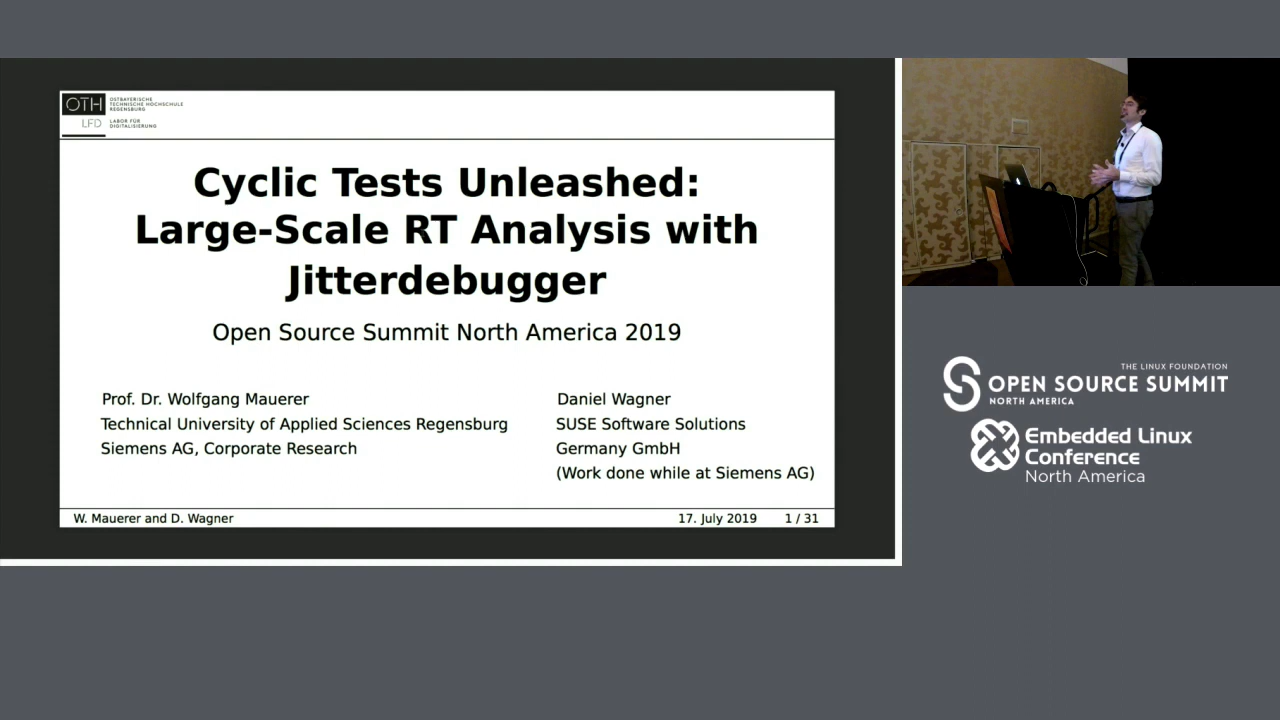 OTH
OSTBAYERISCHE
TECHNISCHE HOCHSCHULE
REGENSBURG
LFD
LABOR FÜR
DIGITALISIERUNG
Cyclic Tests Unleashed:
Large-Scale RT Analysis with
Jitterdebugger
Open Source Summit North America 2019
Prof. Dr. Wolfgang Mauerer
Technical University of Applied Sciences Regensburg
Siemens AG, Corporate Research
Daniel Wagner
SUSE Software Solutions
Germany GmbH
(Work done while at Siemens AG)
W. Mauerer and D. Wagner
17. July 2019
1 / 31
THE LINUX FOUNDATION
OPEN SOURCE SUMMIT
NORTH AMERICA
Embedded Linux
Conference
North America